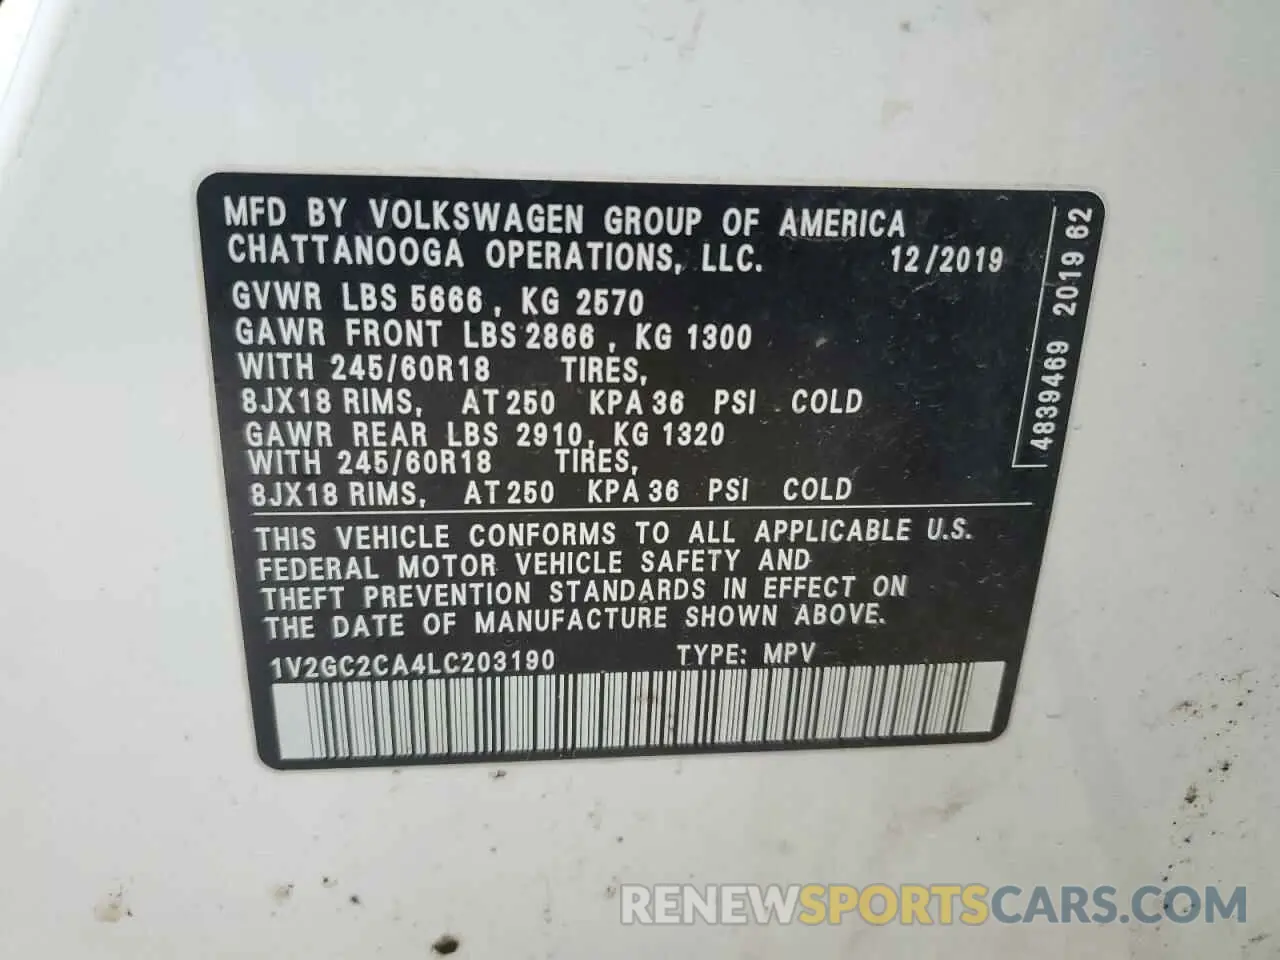 MFD BY VOLKSWAGEN GROUP OF AMERICA
CHATTANOOGA OPERATIONS, LLC. 12/2019
GVWR LBS 5666, KG 2570
GAWR FRONT LBS 2866, KG 1300
WITH 245/60R18 TIRES,
8JX18 RIMS, AT 250 KPA 36 PSI COLD
GAWR REAR LBS 2910, KG 1320
WITH 245/60R18 TIRES,
8JX18 RIMS, AT 250 KPA 36 PSI COLD
THIS VEHICLE CONFORMS TO ALL APPLICABLE U.S.
FEDERAL MOTOR VEHICLE SAFETY AND
THEFT PREVENTION STANDARDS IN EFFECT ON
THE DATE OF MANUFACTURE SHOWN ABOVE.
1V2GC2CA4LC203190 TYPE: MPV
4839469 2019 62
RENEWSPORTSCARS.COM